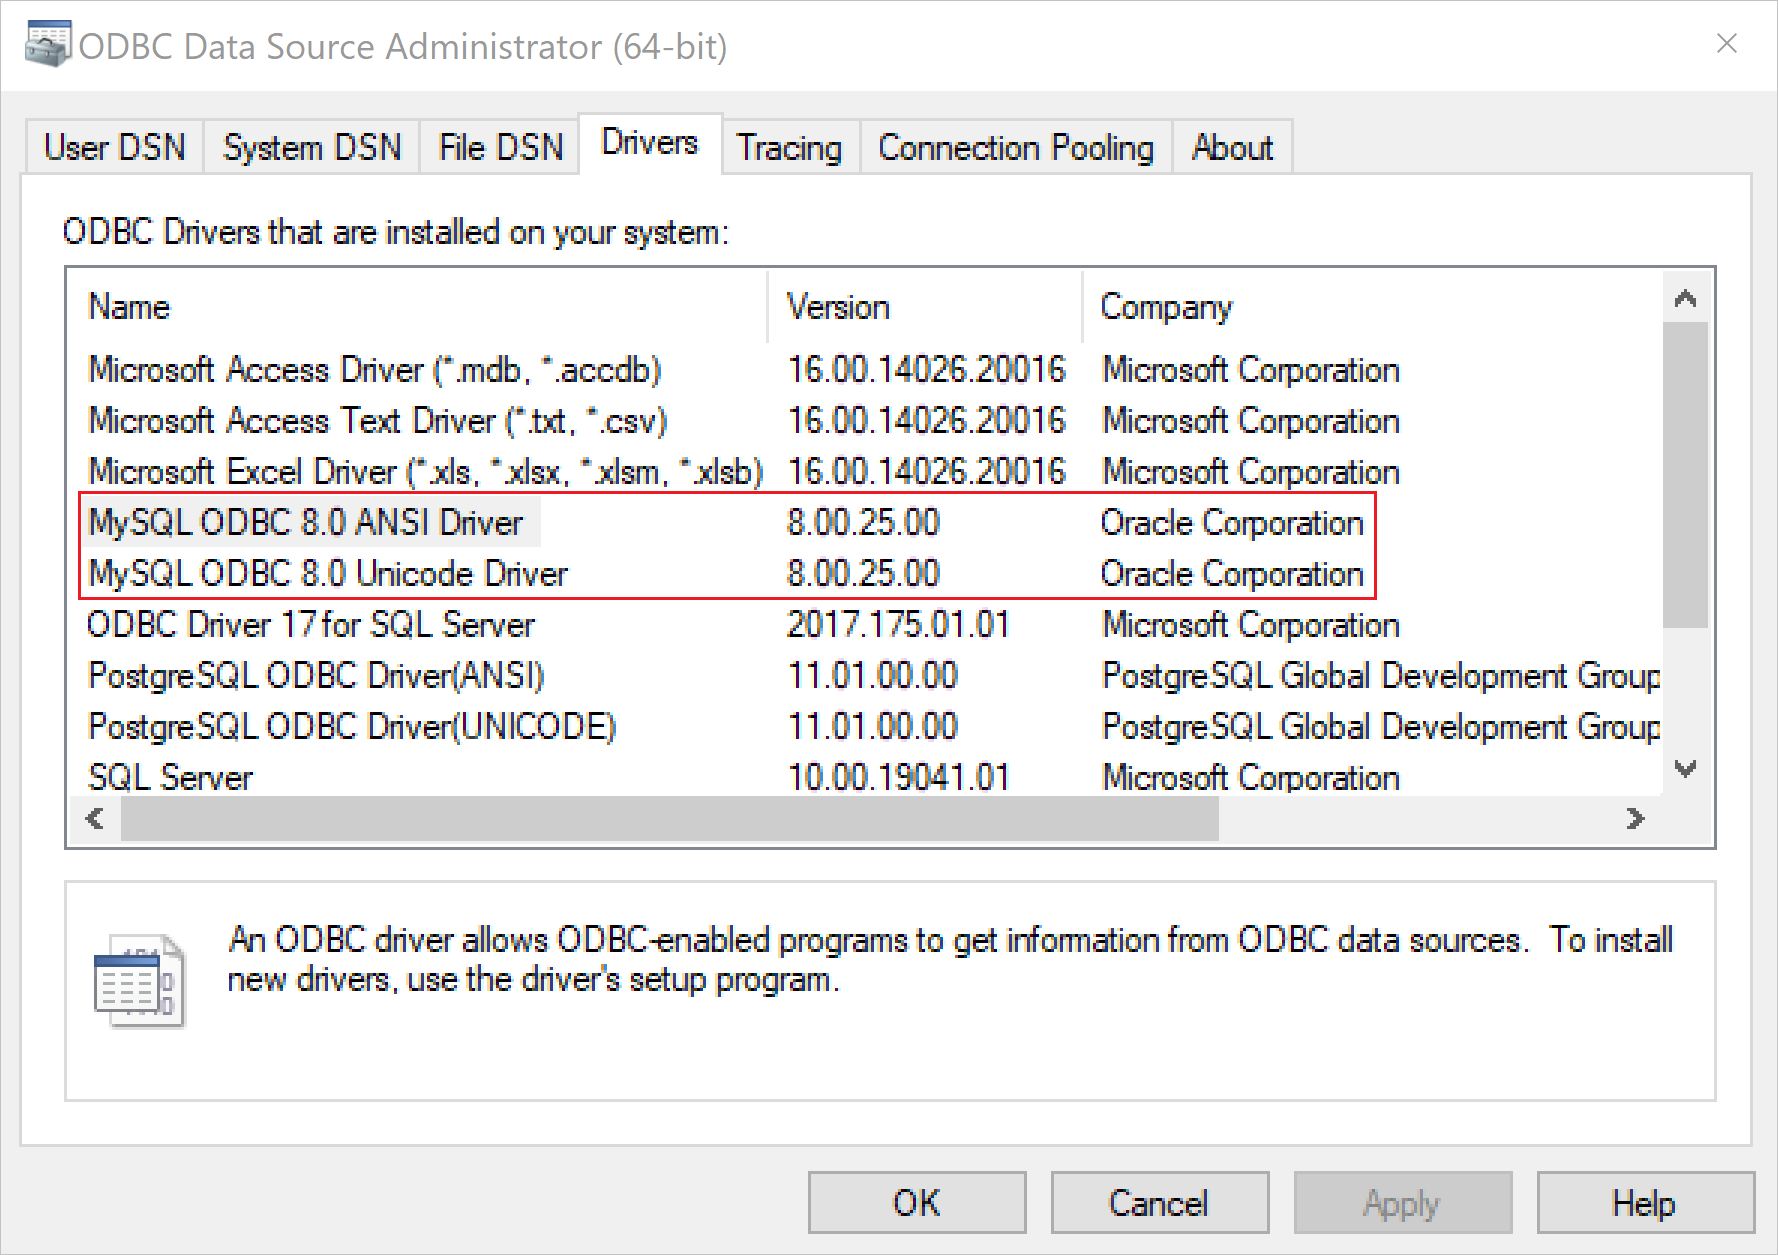 ODBC Data Source Administrator (64-bit)
User DSN System DSN File DSN Drivers Tracing Connection Pooling About
ODBC Drivers that are installed on your system:
Name Version Company
Microsoft Access Driver (*.mdb, *.accdb) 16.00.14026.20016 Microsoft Corporation
Microsoft Access Text Driver (*.txt, *.csv) 16.00.14026.20016 Microsoft Corporation
Microsoft Excel Driver (*.xls, *.xlsx, *.xlsm, *.xlsb) 16.00.14026.20016 Microsoft Corporation
MySQL ODBC 8.0 ANSI Driver 8.00.25.00 Oracle Corporation
MySQL ODBC 8.0 Unicode Driver 8.00.25.00 Oracle Corporation
ODBC Driver 17 for SQL Server 2017.175.01.01 Microsoft Corporation
PostgreSQL ODBC Driver(ANSI) 11.01.00.00 PostgreSQL Global Development Group
PostgreSQL ODBC Driver(UNICODE) 11.01.00.00 PostgreSQL Global Development Group
SQL Server 10.00.19041.01 Microsoft Corporation
An ODBC driver allows ODBC-enabled programs to get information from ODBC data sources. To install
new drivers, use the driver's setup program.
OK Cancel Apply Help